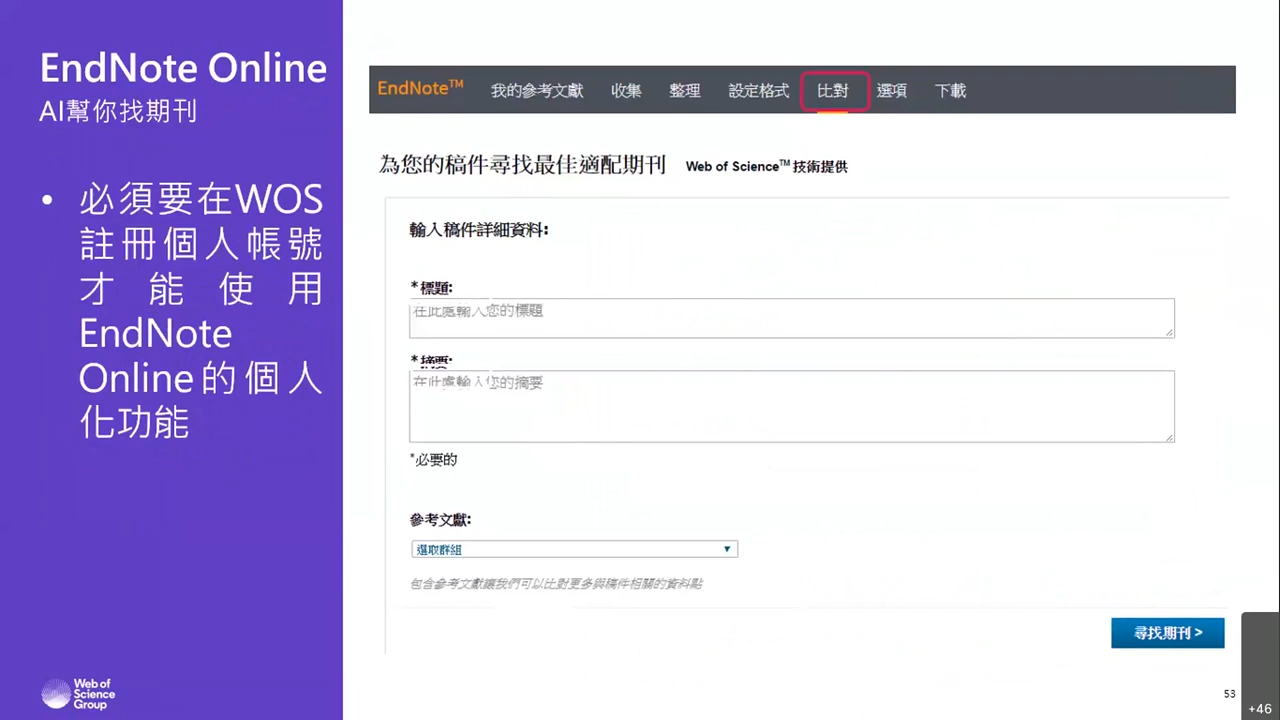 EndNote Online
AI幫你找期刊
• 必須要在WOS
註冊個人帳號
才能使用
EndNote
Online的個人
化功能
Web of
Science
Group
EndNote™ 我的參考文獻 收集 整理 設定格式 比對 選項 下載
為您的稿件尋找最佳適配期刊 Web of Science™ 技術提供
輸入稿件詳細資料:
*標題:
在此處輸入您的標題
*摘要:
在此處輸入您的摘要
*必要的
參考文獻:
選取群組
包含參考文獻讓我們可以比對更多與稿件相關的資料點
尋找期刊 >
53
+46